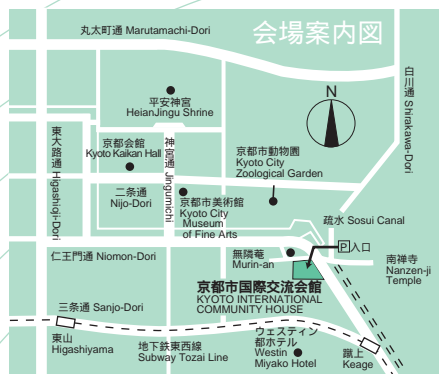 会場案内図
丸太町通 Marutamachi-Dori
白川通 Shirakawa-Dori
N
平安神宮
HeianJingu Shrine
東大路通 Higashioji-Dori
京都会館
Kyoto Kaikan Hall
神宮通 Jingumichi
京都市動物園
Kyoto City
Zoological Garden
二条通
Nijo-Dori
京都市美術館
Kyoto City
Museum
of Fine Arts
疏水 Sosui Canal
P入口
仁王門通 Niomon-Dori
無隣菴
Murin-an
南禅寺
Nanzen-ji
Temple
京都市国際交流会館
KYOTO INTERNATIONAL
COMMUNITY HOUSE
三条通 Sanjo-Dori
東山
Higashiyama
地下鉄東西線
Subway Tozai Line
ウェスティン
都ホテル
Westin
Miyako Hotel
蹴上
Keage